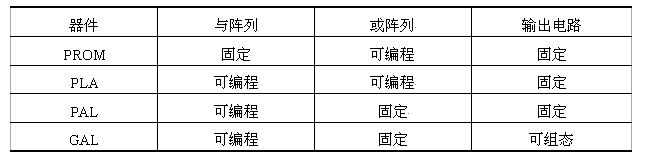 器件 与阵列 或阵列 输出电路
PROM 固定 可编程 固定
PLA 可编程 可编程 固定
PAL 可编程 固定 固定
GAL 可编程 固定 可组态